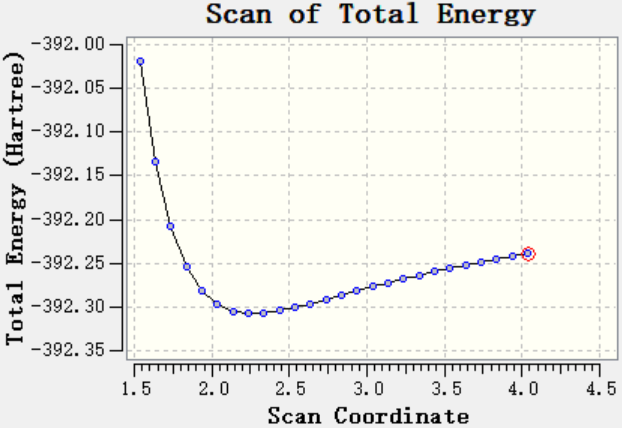 Scan of Total Energy
Total Energy (Hartree)
-392.00
-392.05
-392.10
-392.15
-392.20
-392.25
-392.30
-392.35
1.5 2.0 2.5 3.0 3.5 4.0 4.5
Scan Coordinate